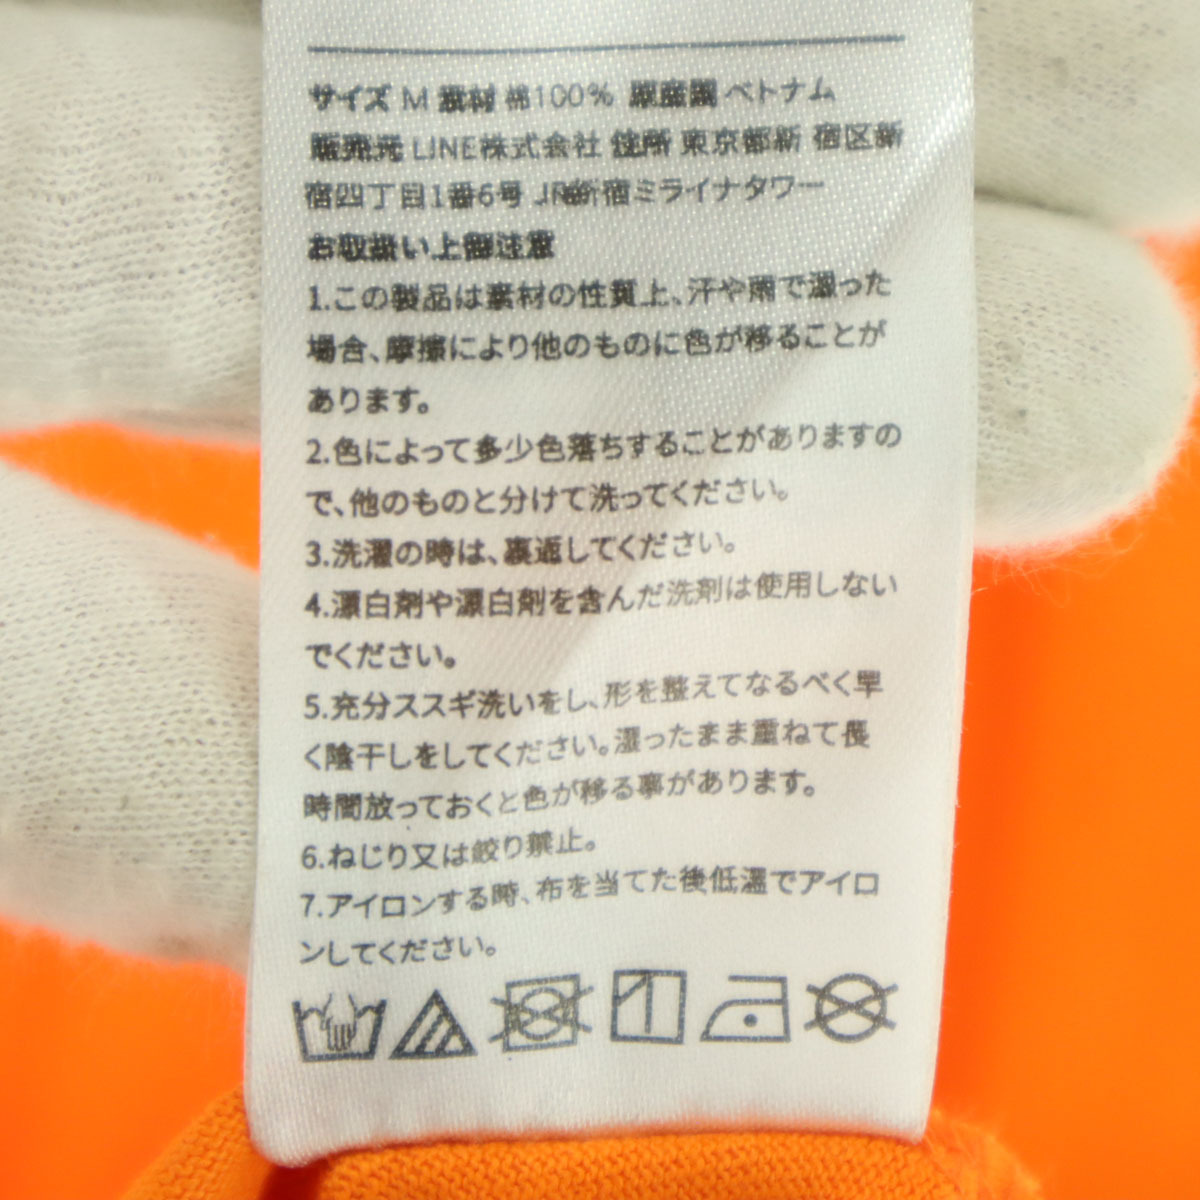 サイズ M 素材 棉100% 原産国 ベトナム
販売元 LINE株式会社 住所 東京都新 宿区新
宿四丁目1番6号 JR新宿ミライナタワー
お取扱い上御注意
1.この製品は素材の性質上、汗や雨で濕った
場合、摩擦により他のものに色が移ることが
あります。
2.色によって多少色落ちすることがありますの
で、他のものと分けて洗ってください。
3.洗濯の時は、裏返してください。
4.漂白剤や漂白剤を含んだ洗剤は使用しない
でください。
5.充分ススギ洗いをし、形を整えてなるべく早
く陰干しをしてください。濕ったまま重ねて長
時間放っておくと色が移る事があります。
6.ねじり又は絞り禁止。
7.アイロンする時、布を当てた後低温でアイロ
ンしてください。